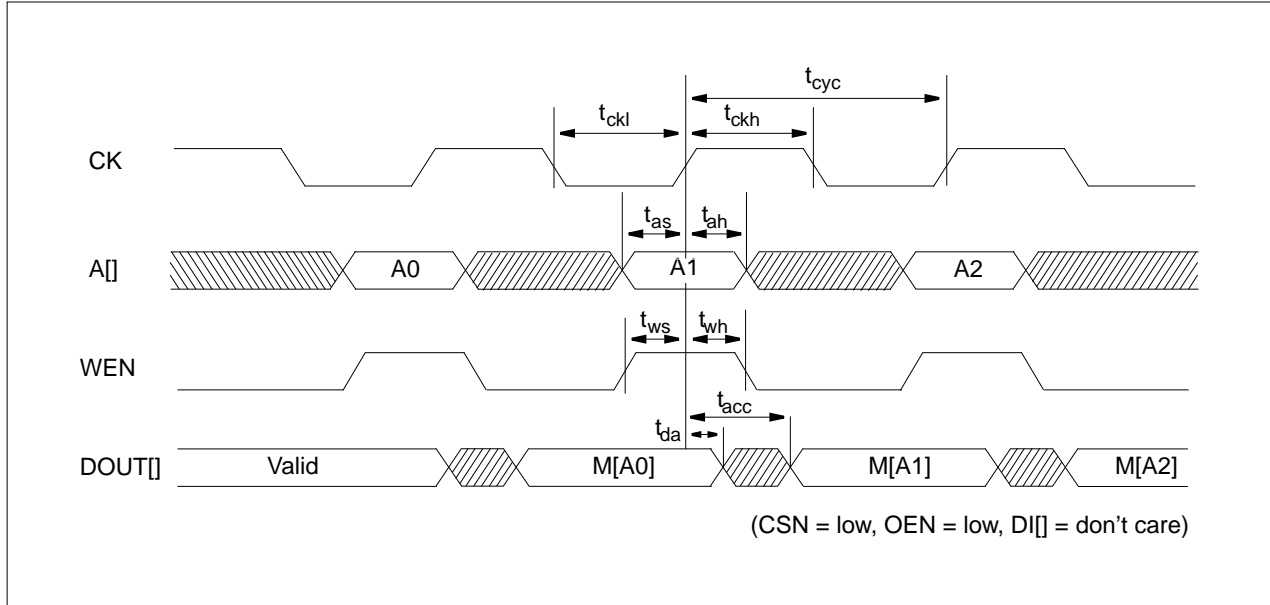 t_cyc
t_ckl t_ckh
CK
t_as t_ah
A[] A0 A1 A2
t_ws t_wh
WEN
t_acc
t_da
DOUT[] Valid M[A0] M[A1] M[A2]
(CSN = low, OEN = low, DI[] = don't care)